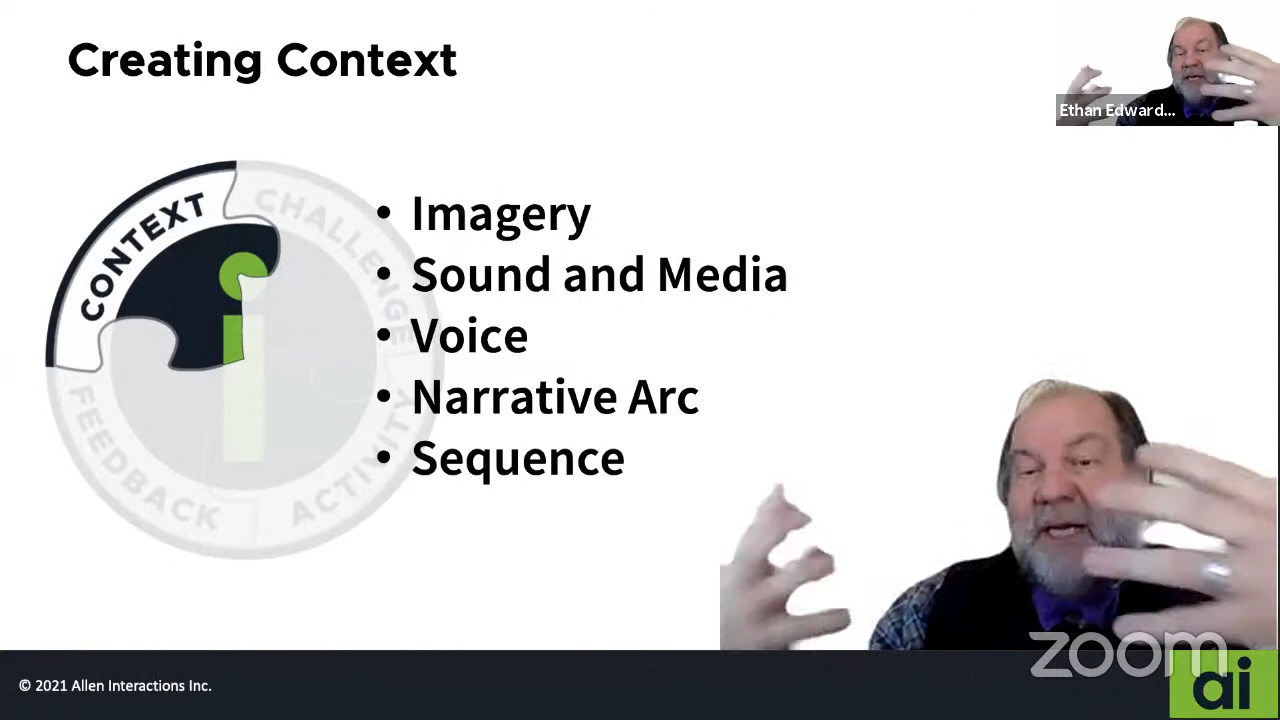 Creating Context
Ethan Edward...
CONTEXT
CHALLENGE
FEEDBACK
ACTIVITY
• Imagery
• Sound and Media
• Voice
• Narrative Arc
• Sequence
zoom
© 2021 Allen Interactions Inc.
ai